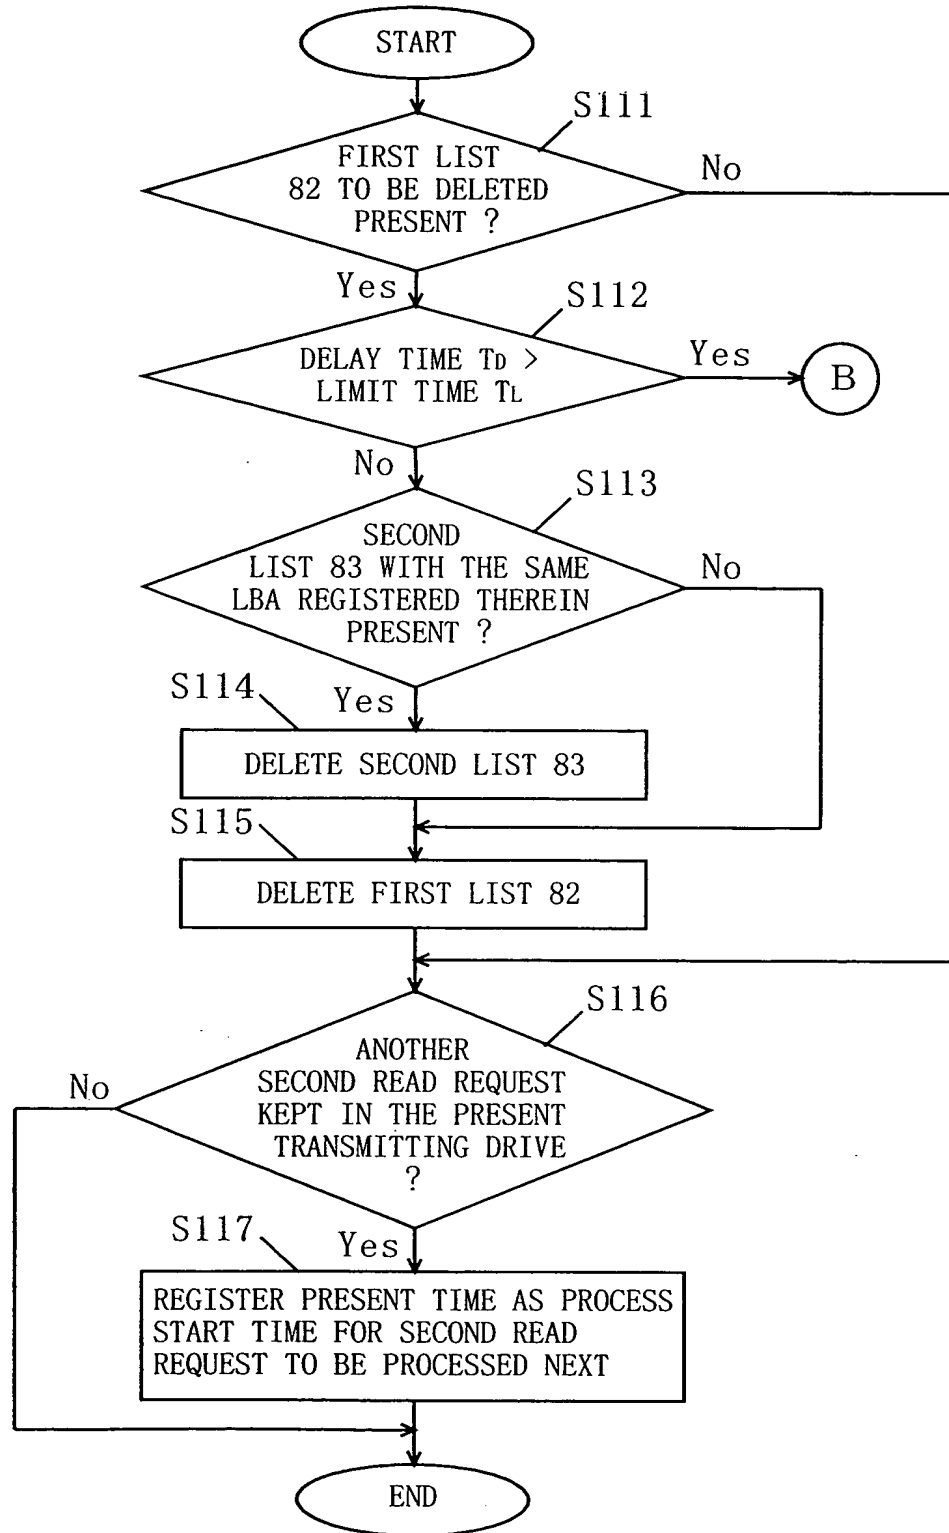 START
S111
FIRST LIST
82 TO BE DELETED
PRESENT ?
No
Yes
S112
DELAY TIME TD >
LIMIT TIME TL
Yes
B
No
S113
SECOND
LIST 83 WITH THE SAME
LBA REGISTERED THEREIN
PRESENT ?
No
Yes
S114
DELETE SECOND LIST 83
S115
DELETE FIRST LIST 82
S116
ANOTHER
SECOND READ REQUEST
KEPT IN THE PRESENT
TRANSMITTING DRIVE
?
No
Yes
S117
REGISTER PRESENT TIME AS PROCESS
START TIME FOR SECOND READ
REQUEST TO BE PROCESSED NEXT
END